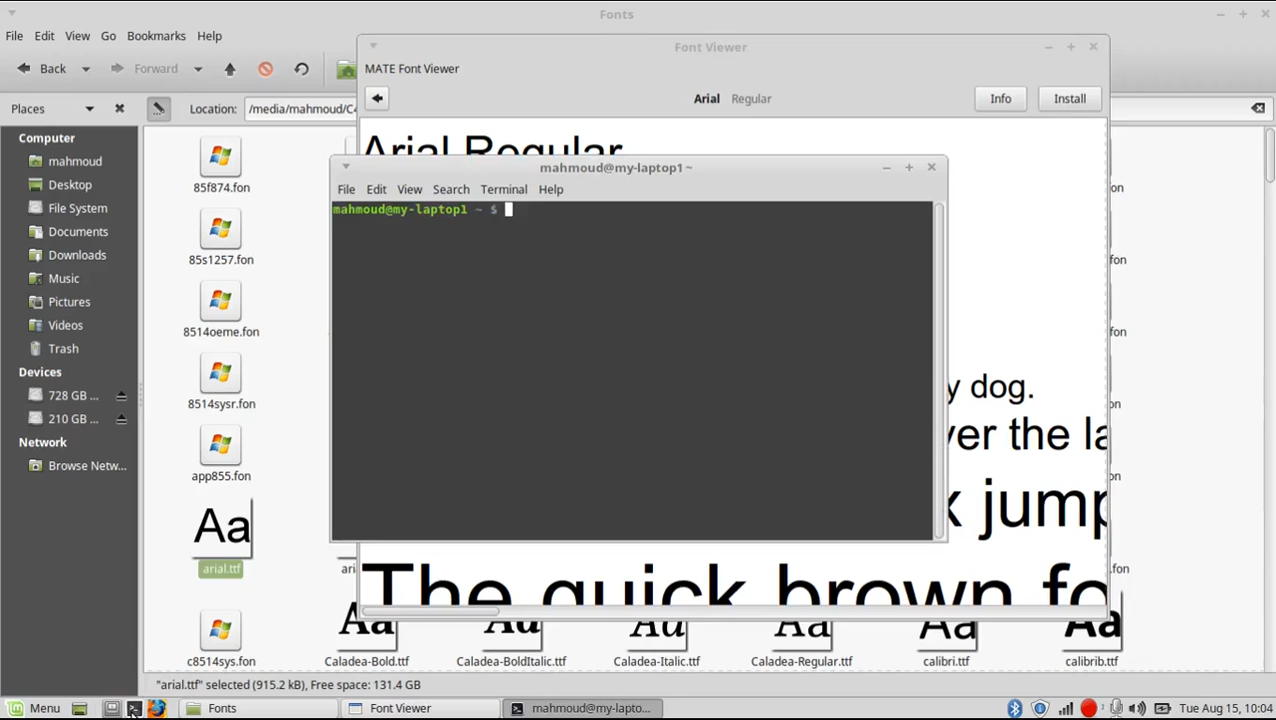 Fonts
File Edit View Go Bookmarks Help
Back Forward
Places Location: /media/mahmoud/C4
Computer
mahmoud
Desktop
File System
Documents
Downloads
Music
Pictures
Videos
Trash
Devices
728 GB ...
210 GB ...
Network
Browse Netw...
85f874.fon
85s1257.fon
8514oeme.fon
8514sysr.fon
app855.fon
Aa
arial.ttf
c8514sys.fon
Font Viewer
MATE Font Viewer
Arial Regular Info Install
Arial Regular
mahmoud@my-laptop1 ~
File Edit View Search Terminal Help
mahmoud@my-laptop1 ~ $
y dog.
ver the la
x jump
The quick brown fo
Aa Aa Aa Aa Aa Aa
Caladea-Bold.ttf Caladea-BoldItalic.ttf Caladea-Italic.ttf Caladea-Regular.ttf calibri.ttf calibrib.ttf
"arial.ttf" selected (915.2 kB), Free space: 131.4 GB
Menu Fonts Font Viewer mahmoud@my-lapto... Tue Aug 15, 10:04